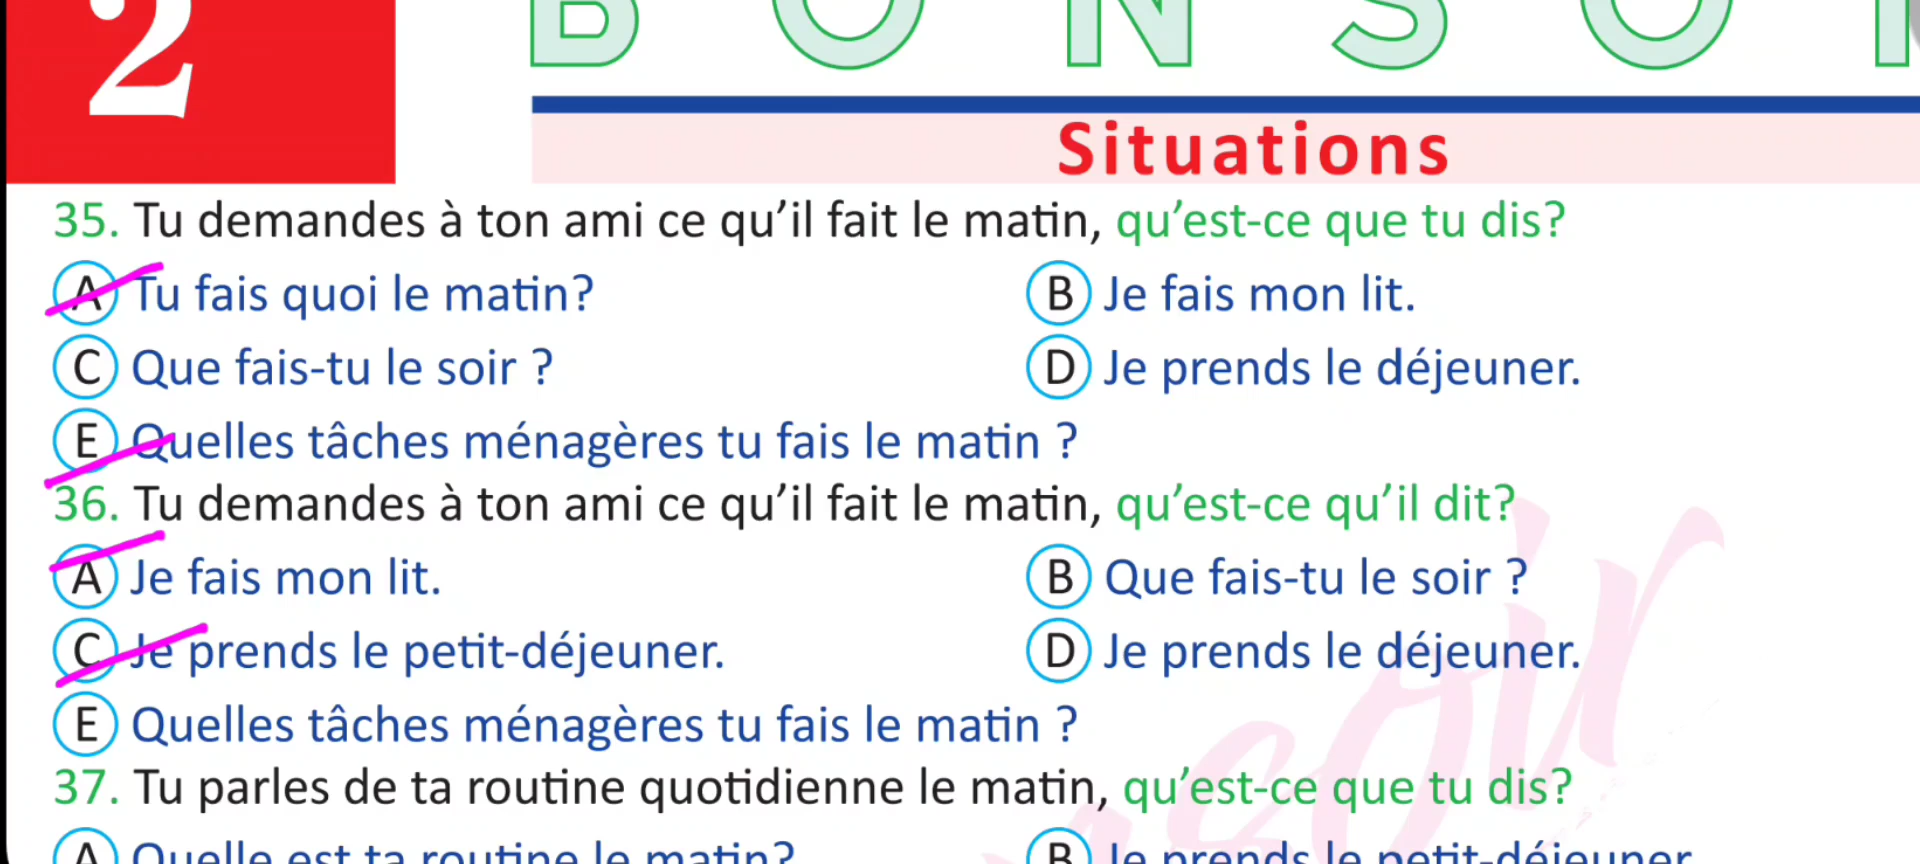 2
BONSOI
Situations
35. Tu demandes à ton ami ce qu'il fait le matin, qu'est-ce que tu dis?
A Tu fais quoi le matin?
B Je fais mon lit.
C Que fais-tu le soir ?
D Je prends le déjeuner.
E Quelles tâches ménagères tu fais le matin ?
36. Tu demandes à ton ami ce qu'il fait le matin, qu'est-ce qu'il dit?
A Je fais mon lit.
B Que fais-tu le soir ?
C Je prends le petit-déjeuner.
D Je prends le déjeuner.
E Quelles tâches ménagères tu fais le matin ?
37. Tu parles de ta routine quotidienne le matin, qu'est-ce que tu dis?
A Quelle est ta routine le matin?
B Je prends le petit-déjeuner
soir